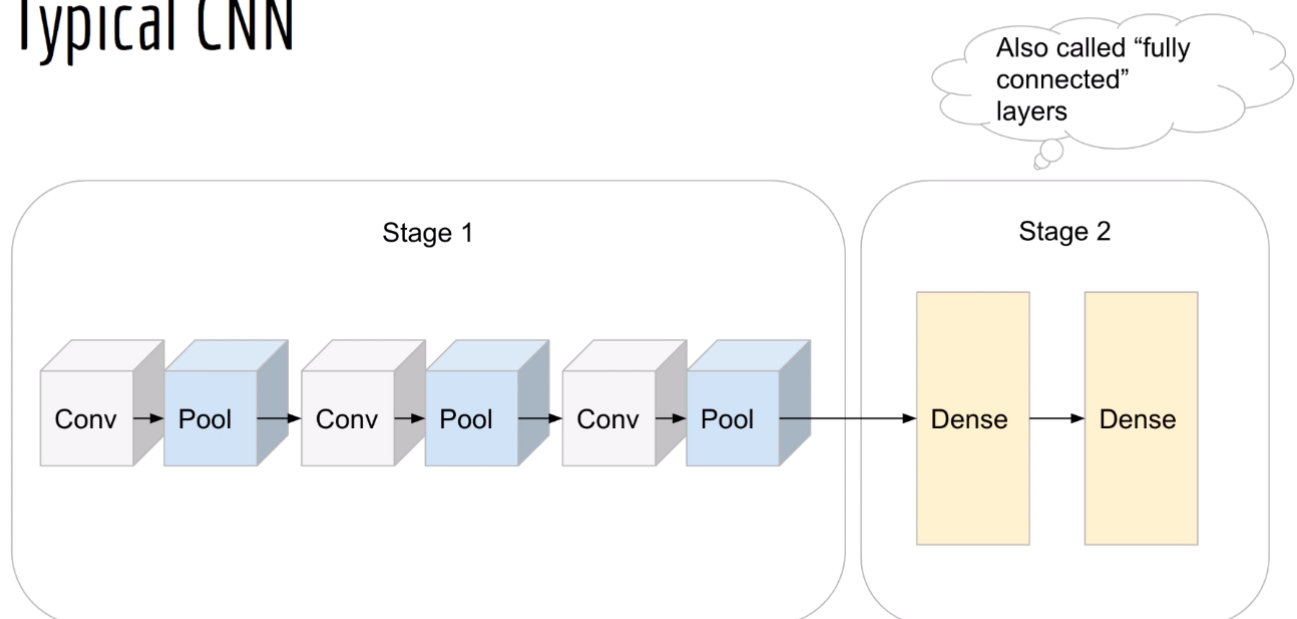 Typical CNN
Also called “fully
connected”
layers
Stage 1
Stage 2
Conv
Pool
Conv
Pool
Conv
Pool
Dense
Dense